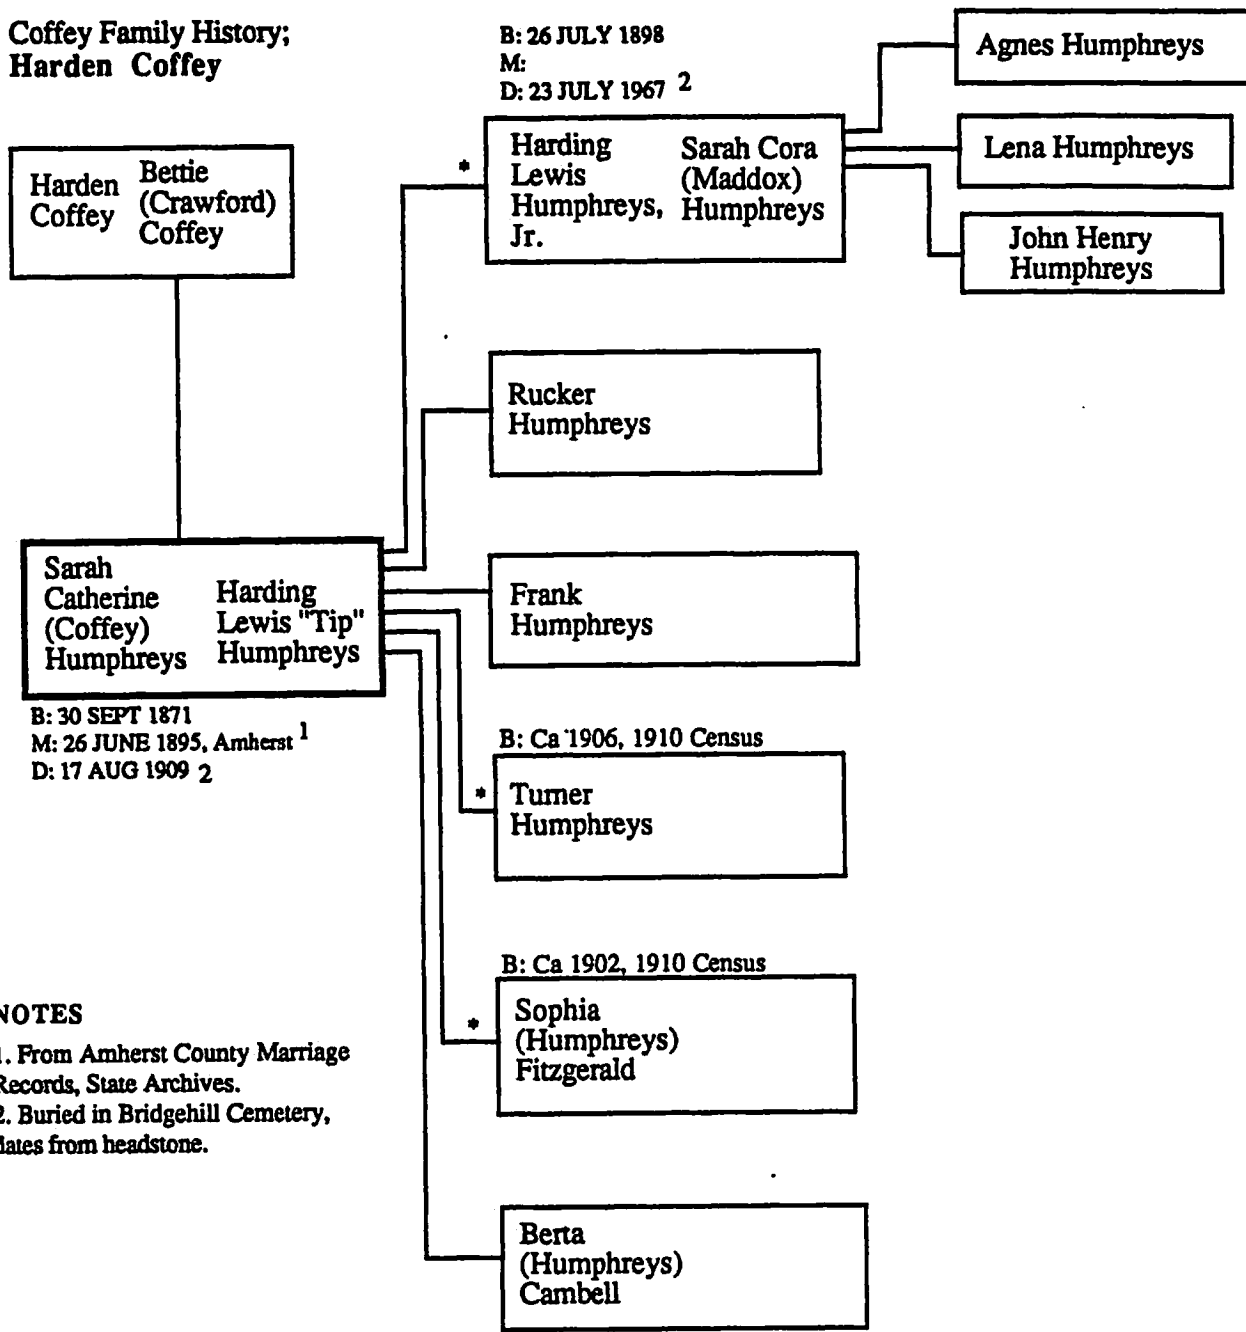 Coffey Family History;
Harden Coffey
Harden
Coffey
Bettie
(Crawford)
Coffey
B: 26 JULY 1898
M:
D: 23 JULY 1967 2
*
Harding
Lewis
Humphreys,
Jr.
Sarah Cora
(Maddox)
Humphreys
Agnes Humphreys
Lena Humphreys
John Henry
Humphreys
Rucker
Humphreys
Sarah
Catherine
(Coffey)
Humphreys
Harding
Lewis "Tip"
Humphreys
B: 30 SEPT 1871
M: 26 JUNE 1895, Amherst 1
D: 17 AUG 1909 2
Frank
Humphreys
B: Ca 1906, 1910 Census
*
Turner
Humphreys
B: Ca 1902, 1910 Census
*
Sophia
(Humphreys)
Fitzgerald
Berta
(Humphreys)
Cambell
NOTES
1. From Amherst County Marriage
Records, State Archives.
2. Buried in Bridgehill Cemetery,
dates from headstone.